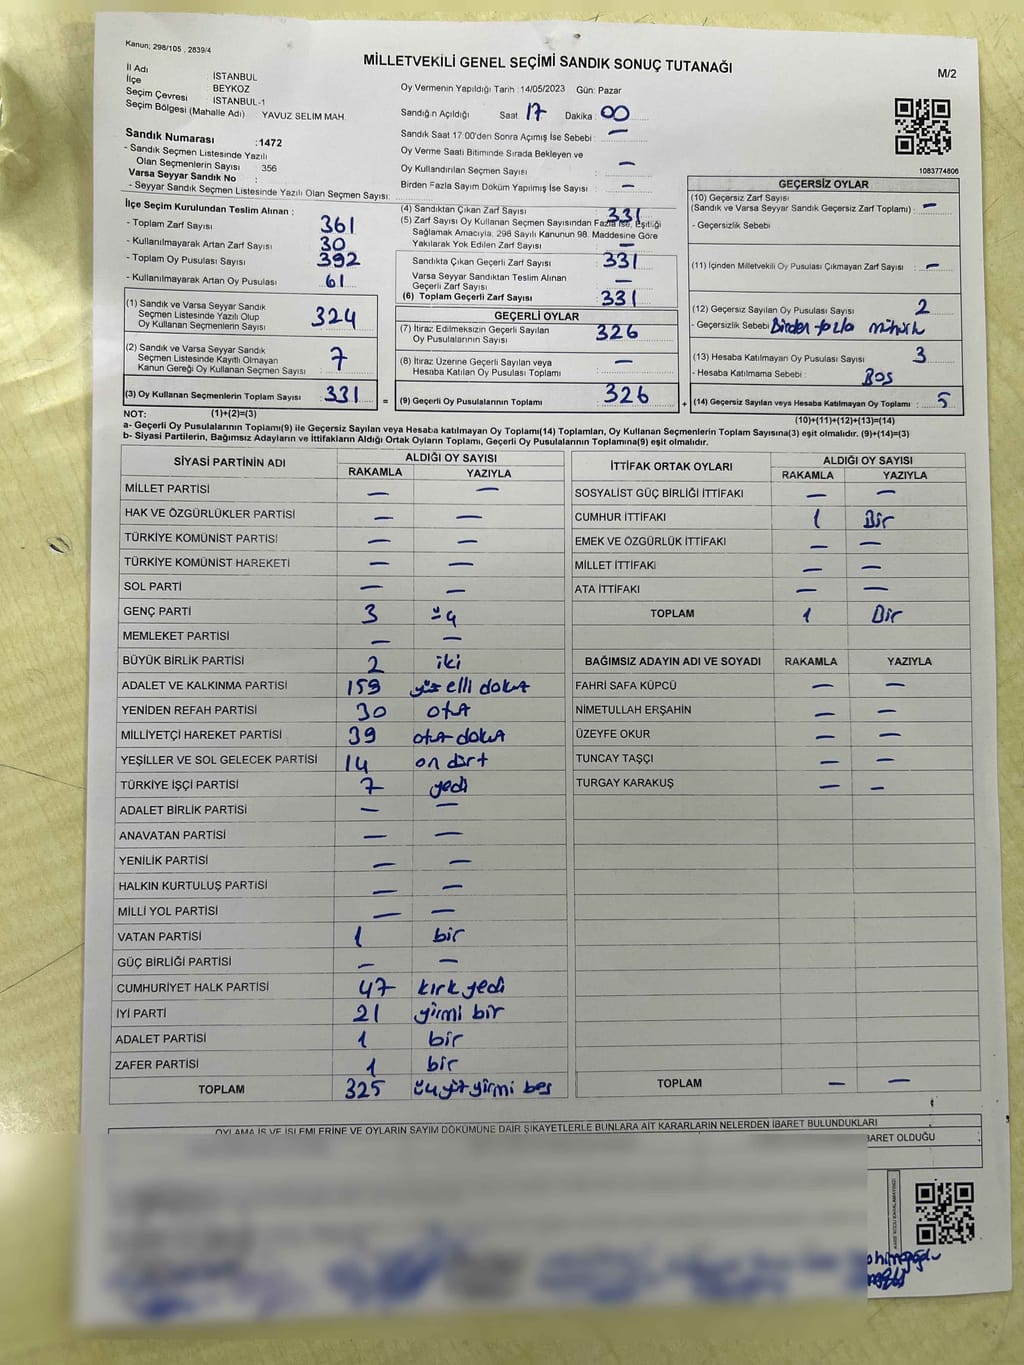 Kanun; 298/105 , 2839/4
MİLLETVEKİLİ GENEL SEÇİMİ SANDIK SONUÇ TUTANAĞI
M/2
İl Adı İSTANBUL
İlçe BEYKOZ
Seçim Çevresi İSTANBUL-1
Seçim Bölgesi (Mahalle Adı) YAVUZ SELİM MAH.
Sandık Numarası :1472
- Sandık Seçmen Listesinde Yazılı
Olan Seçmenlerin Sayısı : 356
Varsa Seyyar Sandık No :
- Seyyar Sandık Seçmen Listesinde Yazılı Olan Seçmen Sayısı:
Oy Vermenin Yapıldığı Tarih : 14/05/2023 Gün: Pazar
Sandığın Açıldığı Saat : 17 Dakika : 00
Sandık Saat 17.00'den Sonra Açımış İse Sebebi : —
Oy Verme Saati Bitiminde Sırada Bekleyen ve
Oy Kullandırılan Seçmen Sayısı : —
Birden Fazla Sayım Döküm Yapılmış İse Sayısı : —
1083774806
İlçe Seçim Kurulundan Teslim Alınan :
- Toplam Zarf Sayısı : 361
- Kullanılmayarak Artan Zarf Sayısı : 30
- Toplam Oy Pusulası Sayısı : 392
- Kullanılmayarak Artan Oy Pusulası : 61
(1) Sandık ve Varsa Seyyar Sandık
Seçmen Listesinde Yazılı Olup
Oy Kullanan Seçmenlerin Sayısı : 324
(2) Sandık ve Varsa Seyyar Sandık
Seçmen Listesinde Kayıtlı Olmayan
Kanun Gereği Oy Kullanan Seçmen Sayısı : 7
(3) Oy Kullanan Seçmenlerin Toplam Sayısı : 331 =
(4) Sandıktan Çıkan Zarf Sayısı : 331
(5) Zarf Sayısı Oy Kullanan Seçmen Sayısından Fazla ise, Eşitliği
Sağlamak Amacıyla, 298 Sayılı Kanunun 98. Maddesine Göre
Yakılarak Yok Edilen Zarf Sayısı : —
Sandıkta Çıkan Geçerli Zarf Sayısı : 331
Varsa Seyyar Sandıktan Teslim Alınan
Geçerli Zarf Sayısı : —
(6) Toplam Geçerli Zarf Sayısı : 331
GEÇERLİ OYLAR
(7) İtiraz Edilmeksizin Geçerli Sayılan
Oy Pusulalarının Sayısı : 326
(8) İtiraz Üzerine Geçerli Sayılan veya
Hesaba Katılan Oy Pusulası Toplamı : —
(9) Geçerli Oy Pusulalarının Toplamı : 326 +
GEÇERSİZ OYLAR
(10) Geçersiz Zarf Sayısı
(Sandık ve Varsa Seyyar Sandık Geçersiz Zarf Toplamı) : —
- Geçersizlik Sebebi :
(11) İçinden Milletvekili Oy Pusulası Çıkmayan Zarf Sayısı : —
(12) Geçersiz Sayılan Oy Pusulası Sayısı : 2
- Geçersizlik Sebebi : Birden fazla mühür
(13) Hesaba Katılmayan Oy Pusulası Sayısı : 3
- Hesaba Katılmama Sebebi : Boş
(14) Geçersiz Sayılan veya Hesaba Katılmayan Oy Toplamı : 5
NOT: (1)+(2)=(3) (10)+(11)+(12)+(13)=(14)
a- Geçerli Oy Pusulalarının Toplamı(9) ile Geçersiz Sayılan veya Hesaba katılmayan Oy Toplamı(14) Toplamları, Oy Kullanan Seçmenlerin Toplam Sayısına(3) eşit olmalıdır. (9)+(14)=(3)
b- Siyasi Partilerin, Bağımsız Adayların ve İttifakların Aldığı Ortak Oyların Toplamı, Geçerli Oy Pusulalarının Toplamına(9) eşit olmalıdır.
SİYASİ PARTİNİN ADI ALDIĞI OY SAYISI
RAKAMLA YAZIYLA
MİLLET PARTİSİ — —
HAK VE ÖZGÜRLÜKLER PARTİSİ — —
TÜRKİYE KOMÜNİST PARTİSİ — —
TÜRKİYE KOMÜNİST HAREKETİ — —
SOL PARTİ — —
GENÇ PARTİ 3 üç
MEMLEKET PARTİSİ — —
BÜYÜK BİRLİK PARTİSİ 2 iki
ADALET VE KALKINMA PARTİSİ 159 yüz elli dokuz
YENİDEN REFAH PARTİSİ 30 otuz
MİLLİYETÇİ HAREKET PARTİSİ 39 otuz dokuz
YEŞİLLER VE SOL GELECEK PARTİSİ 14 on dört
TÜRKİYE İŞÇİ PARTİSİ 7 yedi
ADALET BİRLİK PARTİSİ — —
ANAVATAN PARTİSİ — —
YENİLİK PARTİSİ — —
HALKIN KURTULUŞ PARTİSİ — —
MİLLİ YOL PARTİSİ — —
VATAN PARTİSİ 1 bir
GÜÇ BİRLİĞİ PARTİSİ — —
CUMHURİYET HALK PARTİSİ 47 kırk yedi
İYİ PARTİ 21 yirmi bir
ADALET PARTİSİ 1 bir
ZAFER PARTİSİ 1 bir
TOPLAM 325 üç yüz yirmi beş
İTTİFAK ORTAK OYLARI ALDIĞI OY SAYISI
RAKAMLA YAZIYLA
SOSYALİST GÜÇ BİRLİĞİ İTTİFAKI — —
CUMHUR İTTİFAKI 1 Bir
EMEK VE ÖZGÜRLÜK İTTİFAKI — —
MİLLET İTTİFAKI — —
ATA İTTİFAKI — —
TOPLAM 1 Bir
BAĞIMSIZ ADAYIN ADI VE SOYADI RAKAMLA YAZIYLA
FAHRİ SAFA KÜPCÜ — —
NİMETULLAH ERŞAHİN — —
ÜZEYFE OKUR — —
TUNCAY TAŞÇI — —
TURGAY KARAKUŞ — —
TOPLAM — —
OYLAMA İŞ VE İŞLEMLERİNE VE OYLARIN SAYIM DÖKÜMÜNE DAİR ŞİKAYETLERLE BUNLARA AİT KARARLARIN NELERDEN İBARET BULUNDUKLARI
BARET OLDUĞU